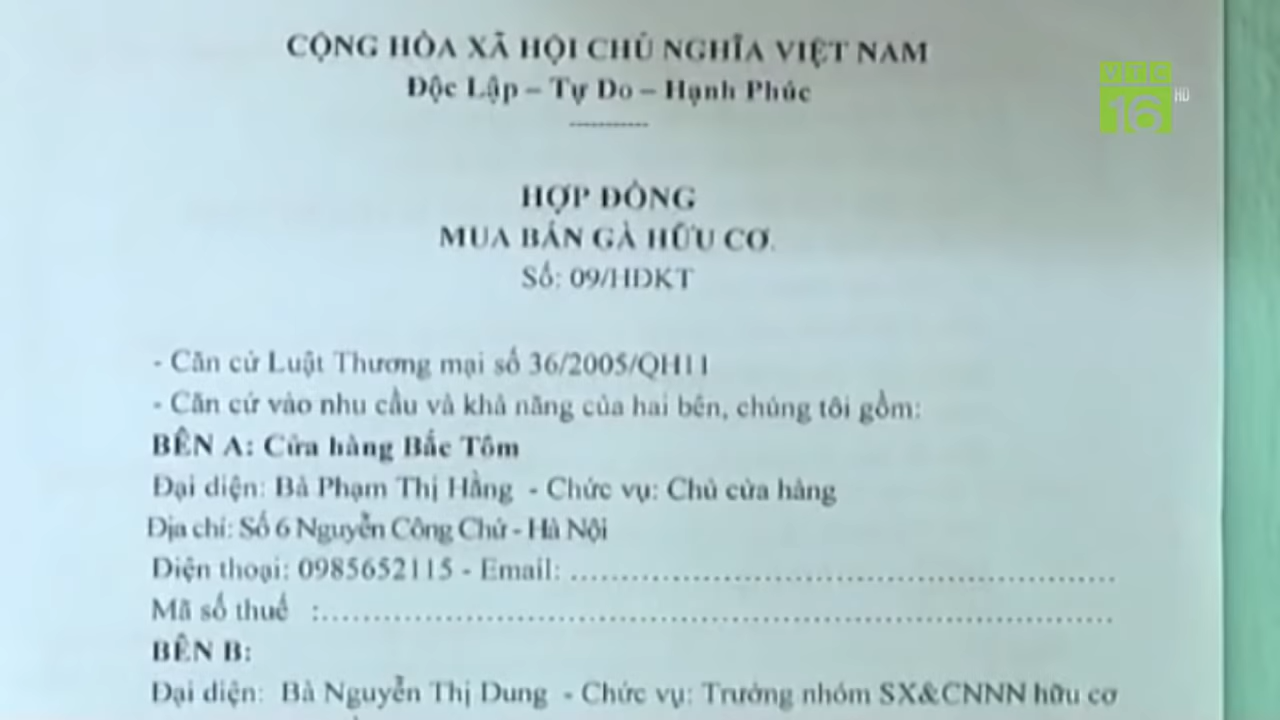 CỘNG HÒA XÃ HỘI CHỦ NGHĨA VIỆT NAM
Độc Lập – Tự Do – Hạnh Phúc
-----------
VTC
16 HD
HỢP ĐỒNG
MUA BÁN GÀ HỮU CƠ.
Số: 09/HĐKT
- Căn cứ Luật Thương mại số 36/2005/QH11
- Căn cứ vào nhu cầu và khả năng của hai bên, chúng tôi gồm:
BÊN A: Cửa hàng Bác Tôm
Đại diện: Bà Phạm Thị Hằng - Chức vụ: Chủ cửa hàng
Địa chỉ: Số 6 Nguyễn Công Chứ - Hà Nội
Điện thoại: 0985652115 - Email: ........................................................
Mã số thuế :................................................................................
BÊN B:
Đại diện: Bà Nguyễn Thị Dung - Chức vụ: Trưởng nhóm SX&CNNN hữu cơ